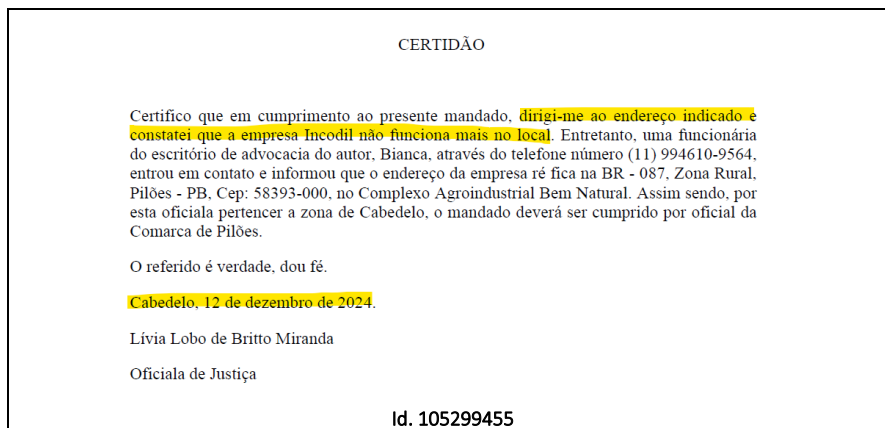 CERTIDÃO
Certifico que em cumprimento ao presente mandado, dirigi-me ao endereço indicado e
constatei que a empresa Incodil não funciona mais no local. Entretanto, uma funcionária
do escritório de advocacia do autor, Bianca, através do telefone número (11) 994610-9564,
entrou em contato e informou que o endereço da empresa ré fica na BR - 087, Zona Rural,
Pilões - PB, Cep: 58393-000, no Complexo Agroindustrial Bem Natural. Assim sendo, por
esta oficiala pertencer a zona de Cabedelo, o mandado deverá ser cumprido por oficial da
Comarca de Pilões.
O referido é verdade, dou fé.
Cabedelo, 12 de dezembro de 2024.
Lívia Lobo de Britto Miranda
Oficiala de Justiça
Id. 105299455